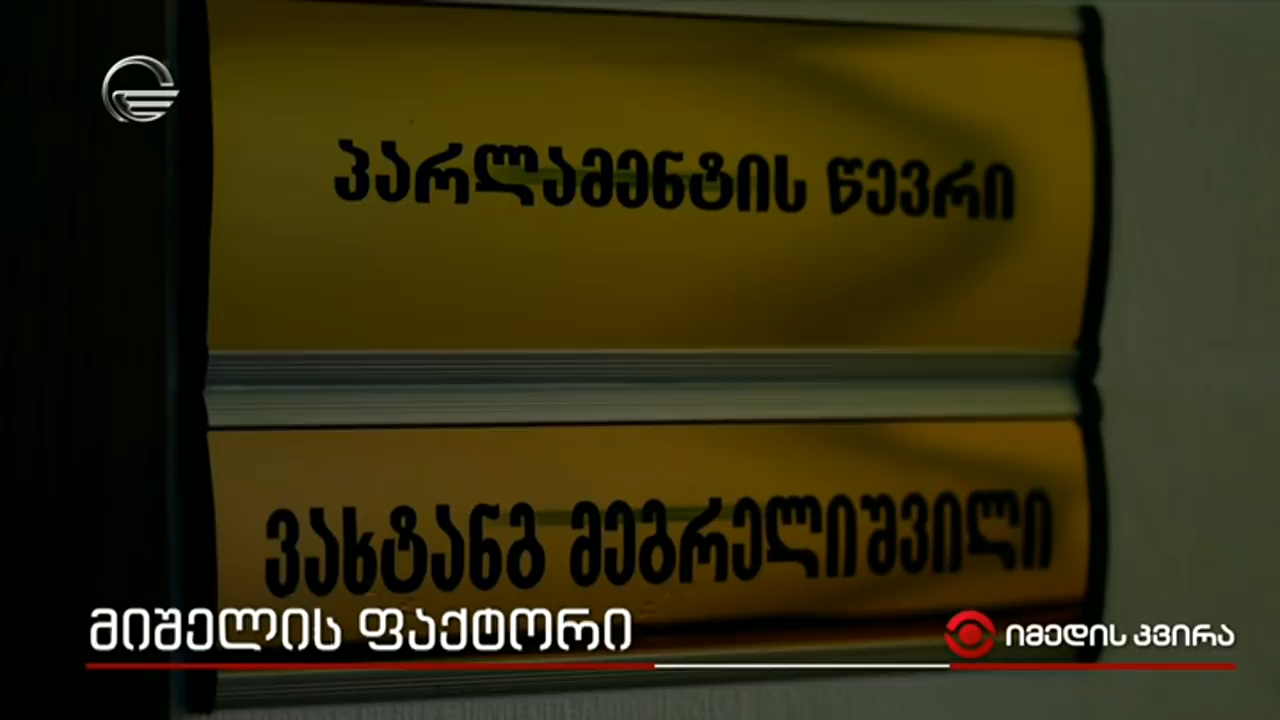 პარლამენტის წევრი
ვახტანგ მეგრელიშვილი
მიშელის ფაქტორი
იმედის კვირა